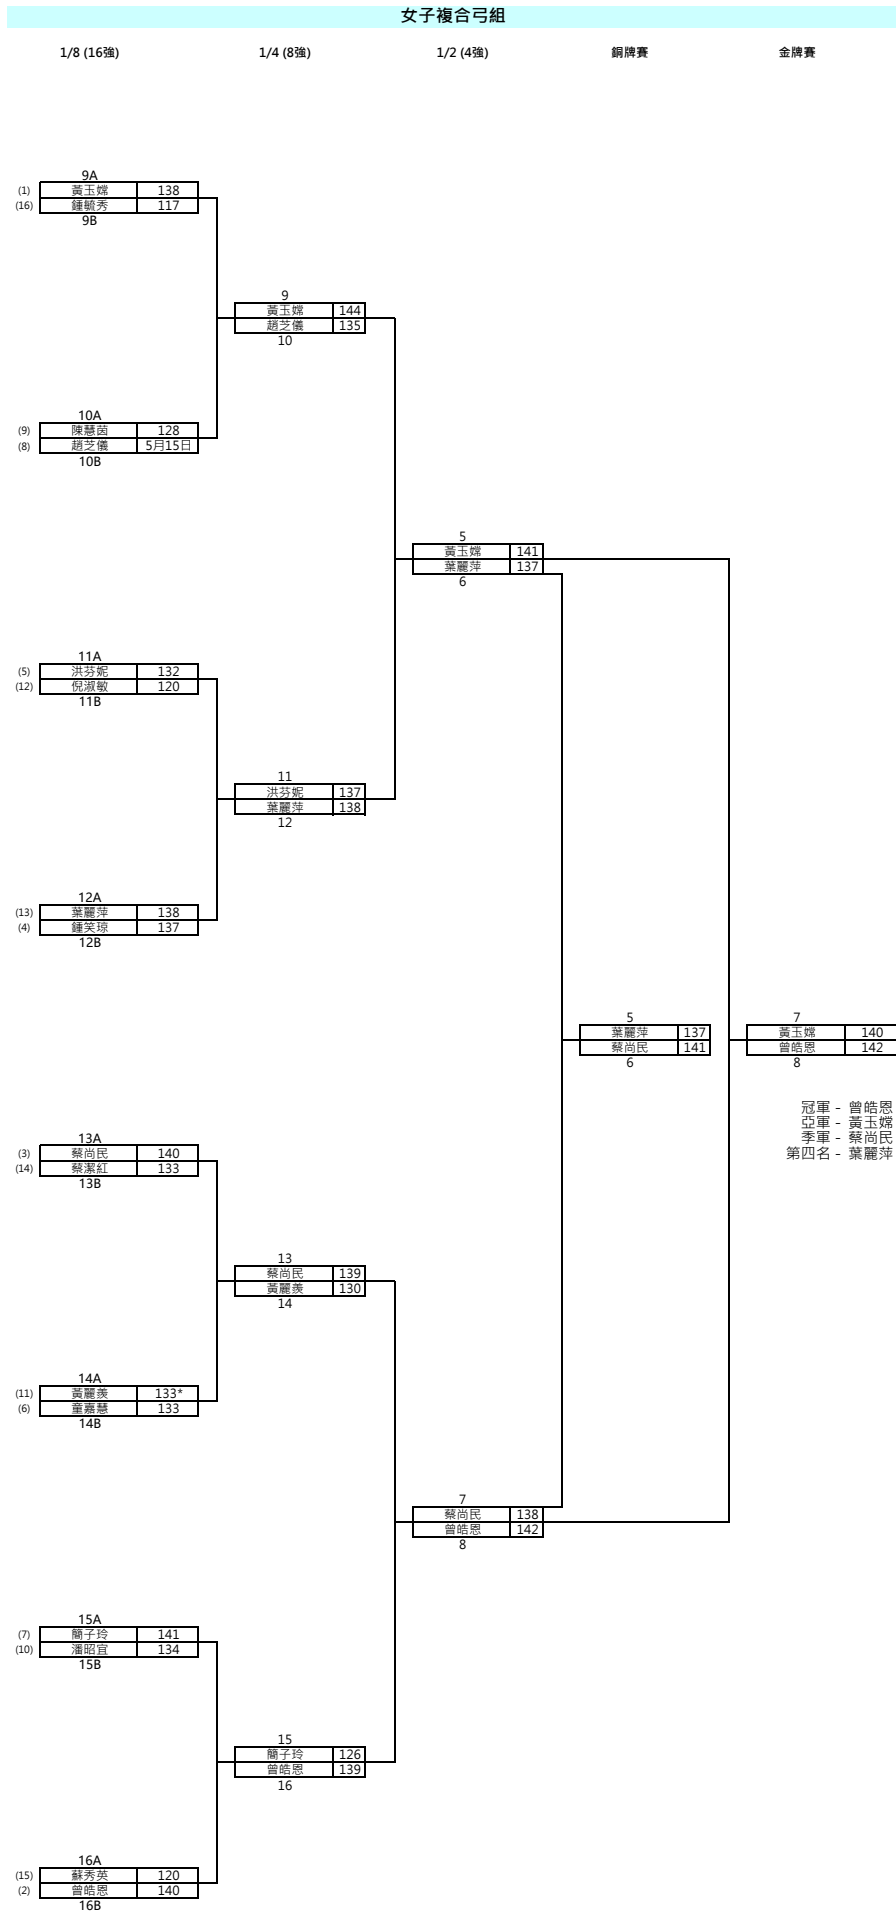 女子複合弓組
1/8 (16強) 1/4 (8強) 1/2 (4強) 銅牌賽 金牌賽
9A
(1) 黃玉嫦 138
(16) 鍾毓秀 117
9B
9
黃玉嫦 144
趙芝儀 135
10
10A
(9) 陳慧茵 128
(8) 趙芝儀 5月15日
10B
5
黃玉嫦 141
葉麗萍 137
6
11A
(5) 洪芬妮 132
(12) 倪淑敏 120
11B
11
洪芬妮 137
葉麗萍 138
12
12A
(13) 葉麗萍 138
(4) 鍾笑琼 137
12B
5 7
葉麗萍 137 黃玉嫦 140
蔡尚民 141 曾皓恩 142
6 8
冠軍 - 曾皓恩
亞軍 - 黃玉嫦
季軍 - 蔡尚民
第四名 - 葉麗萍
13A
(3) 蔡尚民 140
(14) 蔡潔紅 133
13B
13
蔡尚民 139
黃麗羨 130
14
14A
(11) 黃麗羨 133*
(6) 童嘉慧 133
14B
7
蔡尚民 138
曾皓恩 142
8
15A
(7) 簡子玲 141
(10) 潘昭宜 134
15B
15
簡子玲 126
曾皓恩 139
16
16A
(15) 蘇秀英 120
(2) 曾皓恩 140
16B